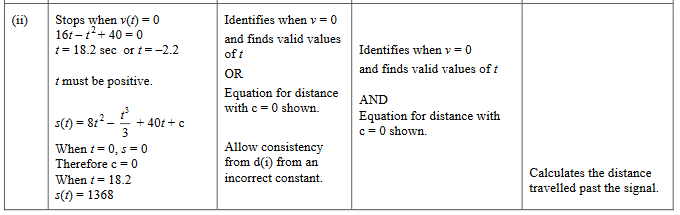 (ii)
Stops when v(t) = 0
16t – t² + 40 = 0
t = 18.2 sec or t = –2.2
t must be positive.
s(t) = 8t² – t³/3 + 40t + c
When t = 0, s = 0
Therefore c = 0
When t = 18.2
s(t) = 1368
Identifies when v = 0
and finds valid values
of t
OR
Equation for distance
with c = 0 shown.
Allow consistency
from d(i) from an
incorrect constant.
Identifies when v = 0
and finds valid values of t
AND
Equation for distance with
c = 0 shown.
Calculates the distance
travelled past the signal.